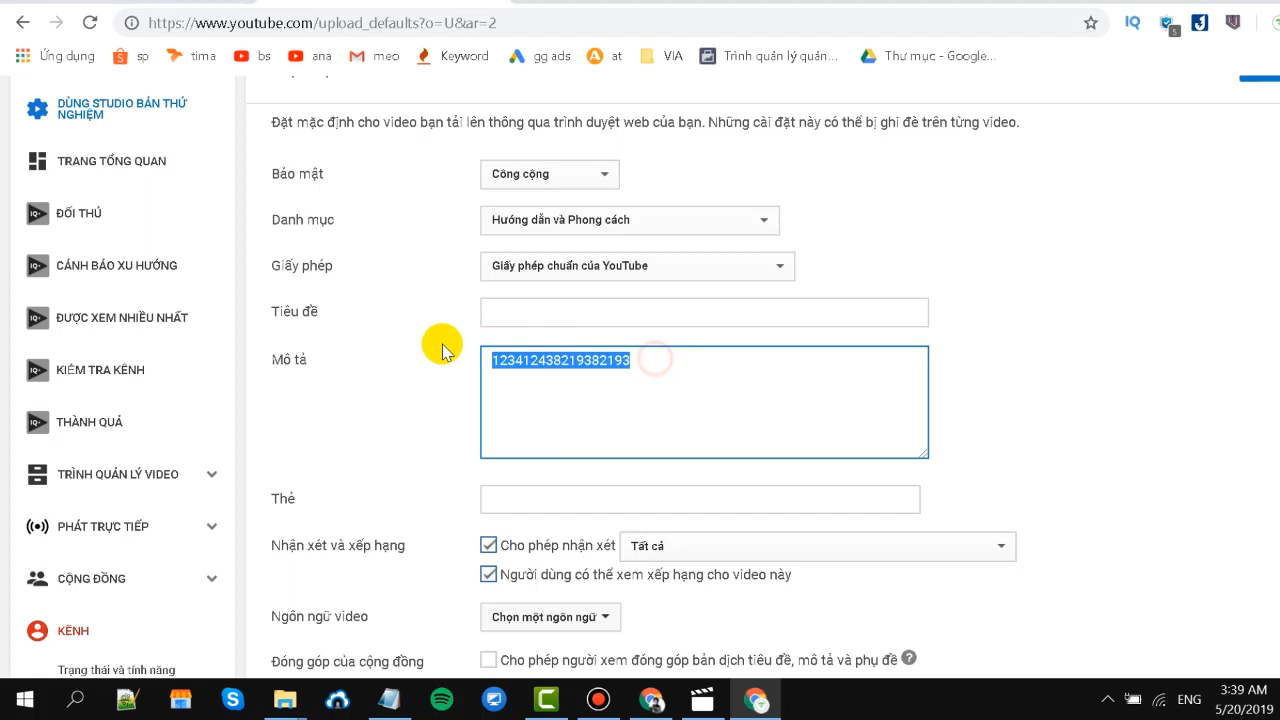 https://www.youtube.com/upload_defaults?o=U&ar=2
IQ
5
Ứng dụng sp tima bs ana meo Keyword gg ads at VIA Trình quản lý quản... Thư mục - Google...
DÙNG STUDIO BẢN THỬ NGHIỆM
TRANG TỔNG QUAN
ĐỐI THỦ
CẢNH BÁO XU HƯỚNG
ĐƯỢC XEM NHIỀU NHẤT
KIỂM TRA KÊNH
THÀNH QUẢ
TRÌNH QUẢN LÝ VIDEO
PHÁT TRỰC TIẾP
CỘNG ĐỒNG
KÊNH
Trạng thái và tính năng
Đặt mặc định cho video bạn tải lên thông qua trình duyệt web của bạn. Những cài đặt này có thể bị ghi đè trên từng video.
Bảo mật Công cộng
Danh mục Hướng dẫn và Phong cách
Giấy phép Giấy phép chuẩn của YouTube
Tiêu đề
Mô tả 123412438219382193
Thẻ
Nhận xét và xếp hạng Cho phép nhận xét Tất cả
Người dùng có thể xem xếp hạng cho video này
Ngôn ngữ video Chọn một ngôn ngữ
Đóng góp của cộng đồng Cho phép người xem đóng góp bản dịch tiêu đề, mô tả và phụ đề
ENG
3:39 AM
5/20/2019